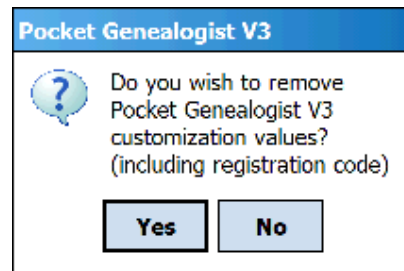 Pocket Genealogist V3
Do you wish to remove
Pocket Genealogist V3
customization values?
(including registration code)
Yes No